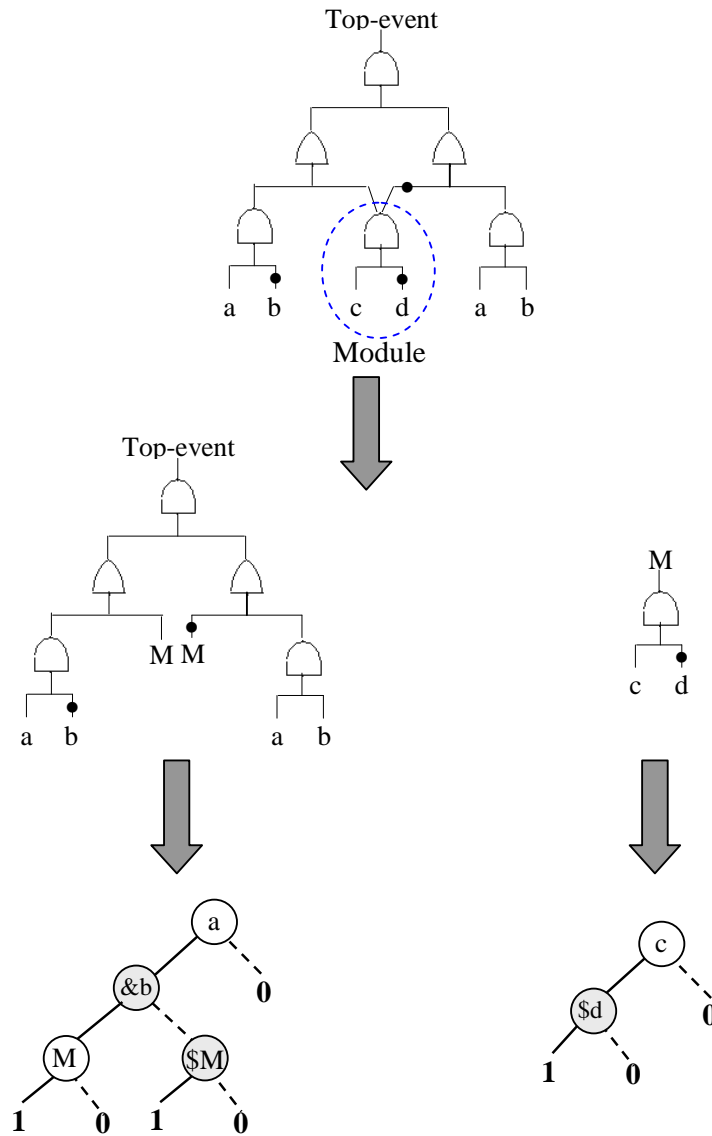 Top-event
a b c d a b
Module
Top-event
M
M M
c d
a b a b
a
c
&b
0
$d
0
M $M
1 0
1 0 1 0